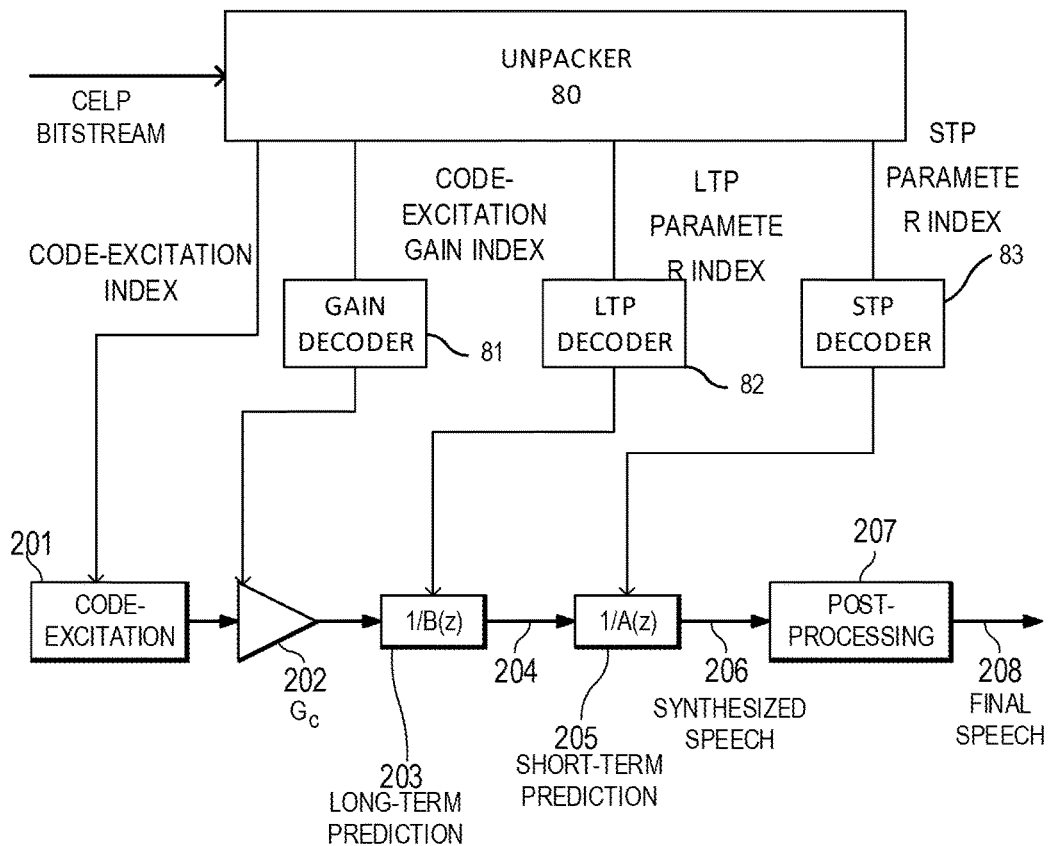 UNPACKER
80
CELP
BITSTREAM
STP
PARAMETE
R INDEX
CODE-
EXCITATION
GAIN INDEX
LTP
PARAMETE
R INDEX
CODE-EXCITATION
INDEX
GAIN
DECODER
81
LTP
DECODER
82
STP
DECODER
83
201
CODE-
EXCITATION
202
Gc
1/B(z)
203
LONG-TERM
PREDICTION
204
1/A(z)
205
SHORT-TERM
PREDICTION
206
SYNTHESIZED
SPEECH
207
POST-
PROCESSING
208
FINAL
SPEECH